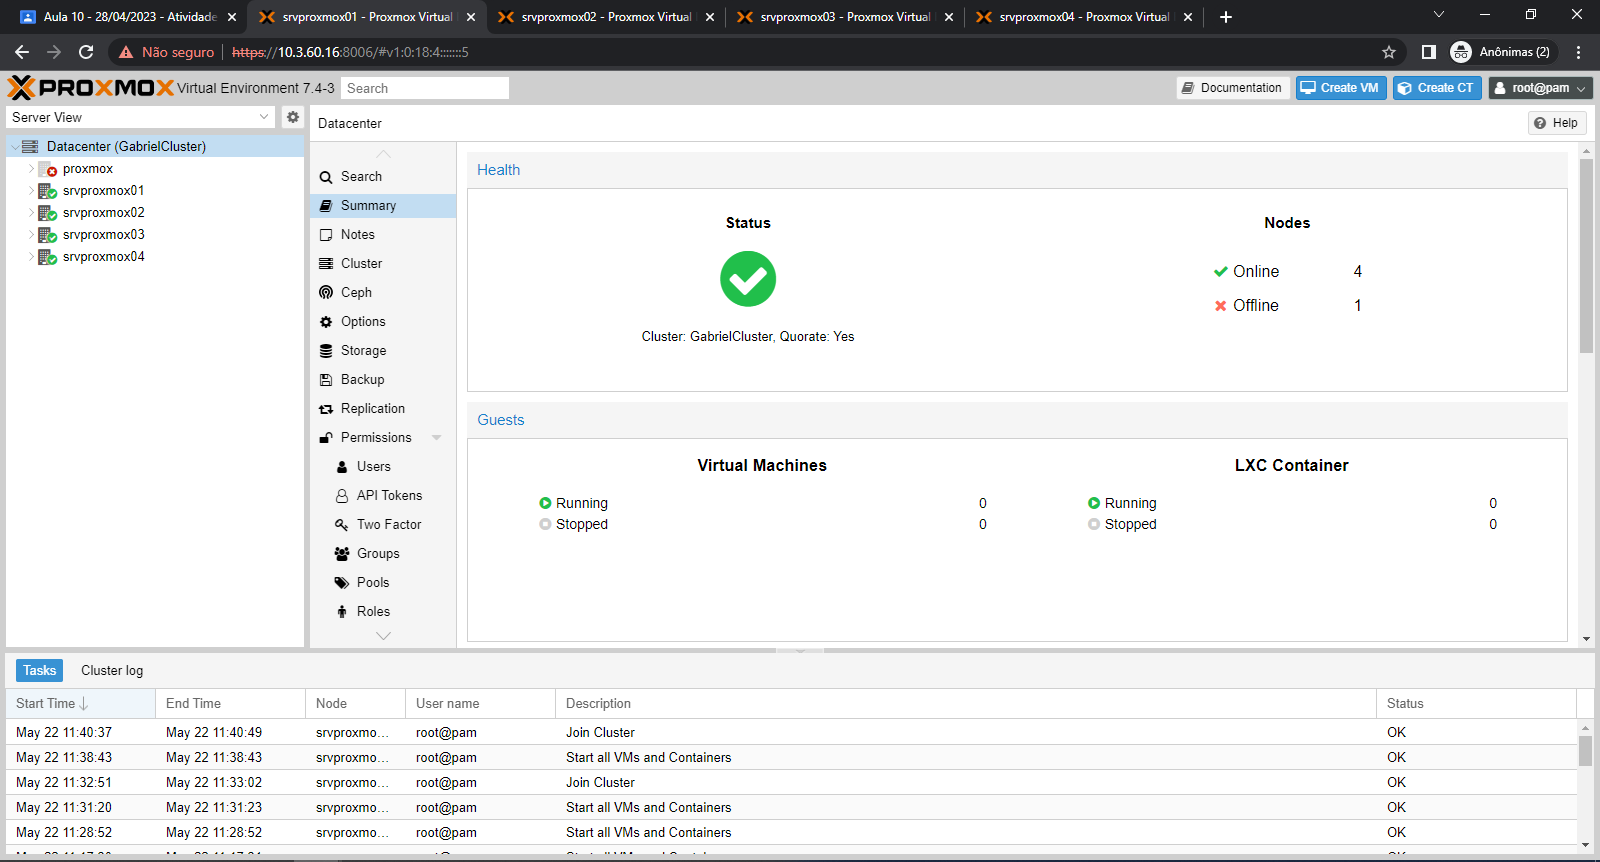 Aula 10 - 28/04/2023 - Atividade
srvproxmox01 - Proxmox Virtual
srvproxmox02 - Proxmox Virtual
srvproxmox03 - Proxmox Virtual
srvproxmox04 - Proxmox Virtual
Não seguro
https://10.3.60.16:8006/#v1:0:18:4:::::::5
Anônimas (2)
PROXMOX Virtual Environment 7.4-3
Search
Documentation
Create VM
Create CT
root@pam
Server View
Datacenter
Help
Datacenter (GabrielCluster)
proxmox
srvproxmox01
srvproxmox02
srvproxmox03
srvproxmox04
Search
Summary
Notes
Cluster
Ceph
Options
Storage
Backup
Replication
Permissions
Users
API Tokens
Two Factor
Groups
Pools
Roles
Health
Status
Cluster: GabrielCluster, Quorate: Yes
Nodes
Online 4
Offline 1
Guests
Virtual Machines
Running 0
Stopped 0
LXC Container
Running 0
Stopped 0
Tasks
Cluster log
Start Time End Time Node User name Description Status
May 22 11:40:37 May 22 11:40:49 srvproxmo... root@pam Join Cluster OK
May 22 11:38:43 May 22 11:38:43 srvproxmo... root@pam Start all VMs and Containers OK
May 22 11:32:51 May 22 11:33:02 srvproxmo... root@pam Join Cluster OK
May 22 11:31:20 May 22 11:31:23 srvproxmo... root@pam Start all VMs and Containers OK
May 22 11:28:52 May 22 11:28:52 srvproxmo... root@pam Start all VMs and Containers OK